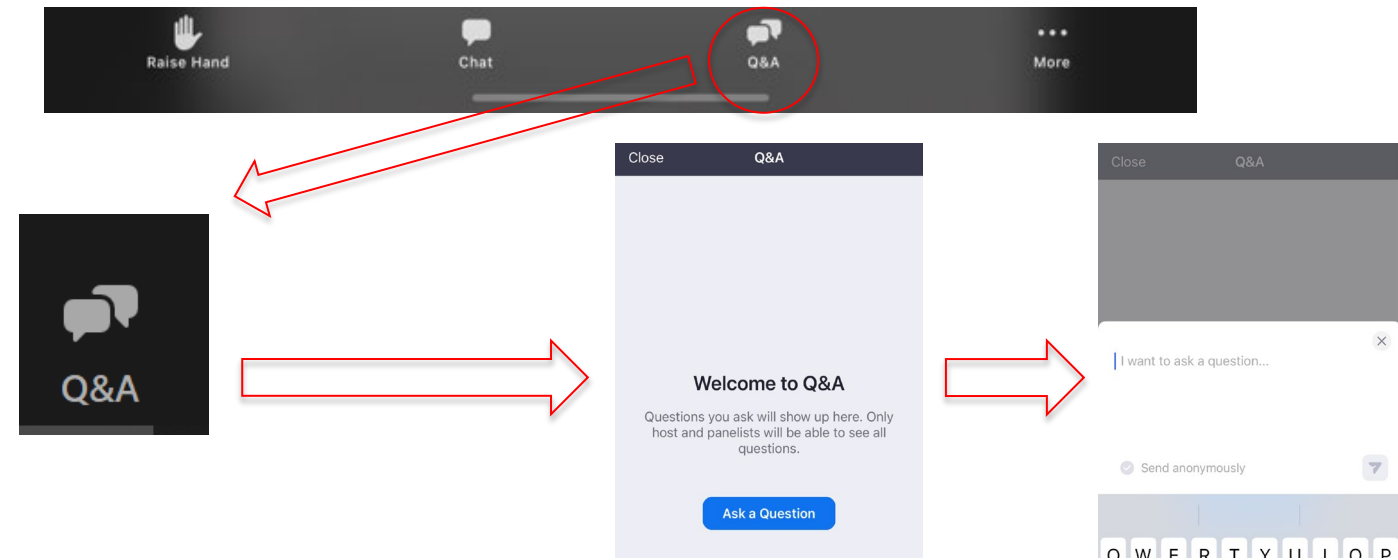 Raise Hand
Chat
Q&A
More
Close Q&A
Close Q&A
Q&A
Welcome to Q&A
Questions you ask will show up here. Only
host and panelists will be able to see all
questions.
Ask a Question
I want to ask a question...
Send anonymously
Q W E R T Y U I O P